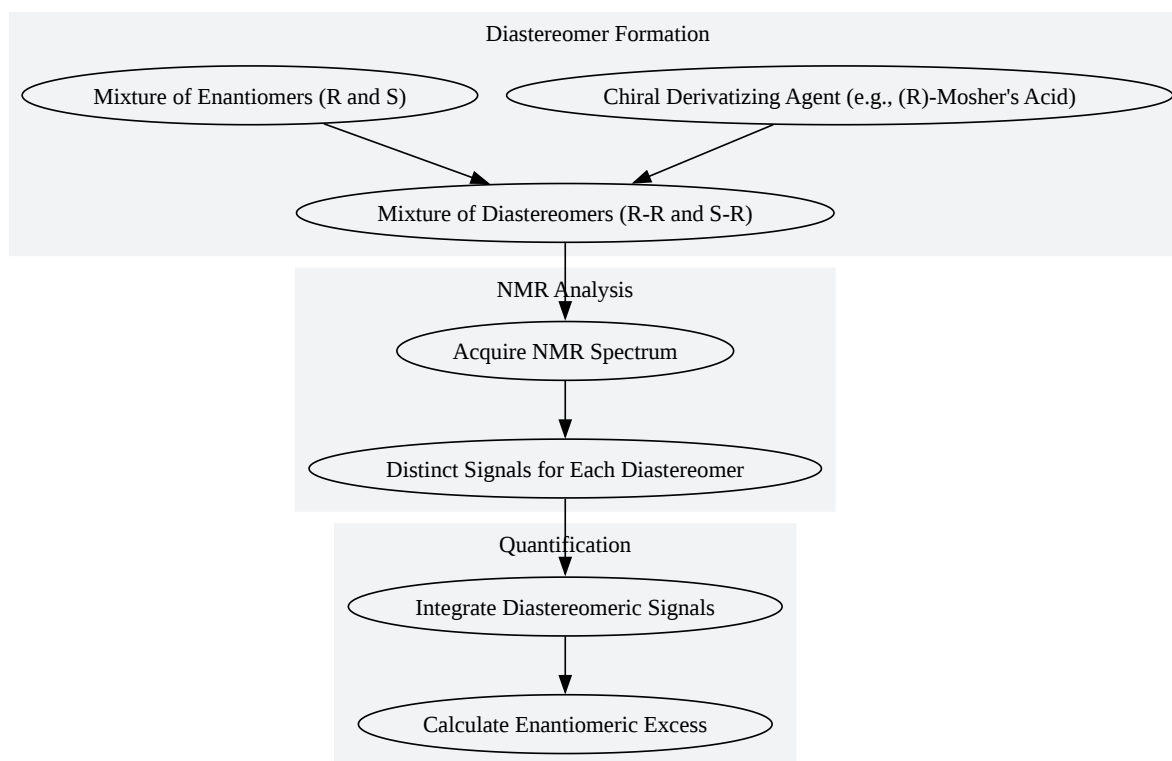 Diastereomer Formation
Mixture of Enantiomers (R and S)
Chiral Derivatizing Agent (e.g., (R)-Mosher's Acid)
Mixture of Diastereomers (R-R and S-R)
NMR Analysis
Acquire NMR Spectrum
Distinct Signals for Each Diastereomer
Quantification
Integrate Diastereomeric Signals
Calculate Enantiomeric Excess